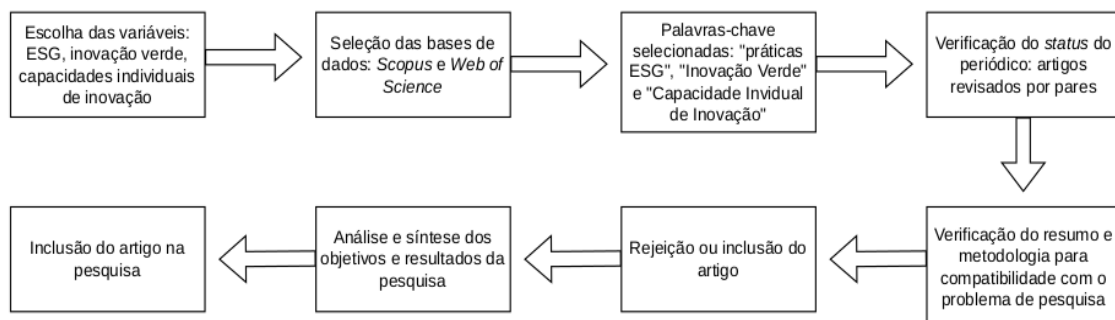 Escolha das variáveis:
ESG, inovação verde,
capacidades individuais
de inovação
Seleção das bases de
dados: Scopus e Web of
Science
Palavras-chave
selecionadas: "práticas
ESG", "Inovação Verde"
e "Capacidade Invidual
de Inovação"
Verificação do status do
periódico: artigos
revisados por pares
Verificação do resumo e
metodologia para
compatibilidade com o
problema de pesquisa
Rejeição ou inclusão do
artigo
Análise e síntese dos
objetivos e resultados da
pesquisa
Inclusão do artigo na
pesquisa